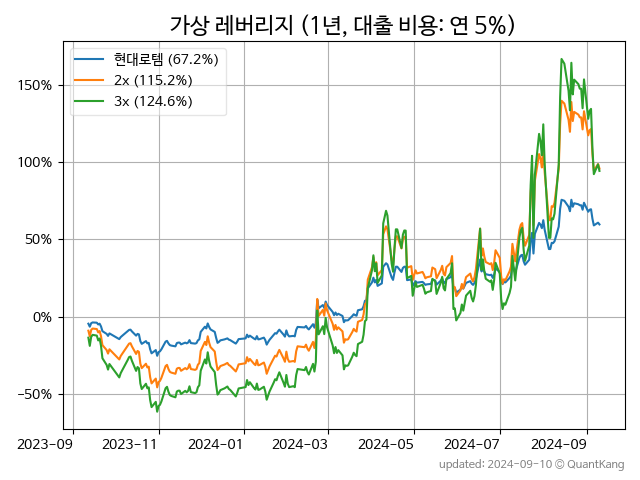 가상 레버리지 (1년, 대출 비용: 연 5%)
현대로템 (67.2%)
2x (115.2%)
3x (124.6%)
150%
100%
50%
0%
−50%
2023−09 2023−11 2024−01 2024−03 2024−05 2024−07 2024−09
updated: 2024−09−10 © QuantKang